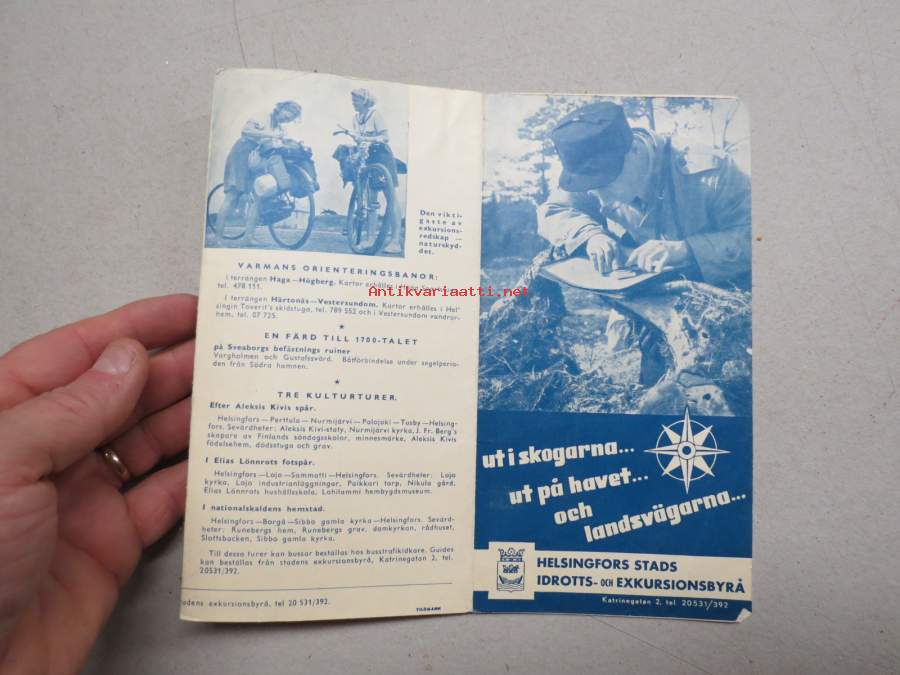 Den vikti-
gaste av
exkursions-
redskap —
naturskyd-
det.
VARMANS ORIENTERINGSBANOR:
I terrängen Haga—Högberg. Kartor erhålles i
tel. 478 111.
I terrängen Härtonäs—Vestersundom. Kartor erhålles i Hel-
singin Toverit's skidstuga, tel. 789 552 och i Vestersundom vandrar-
hem, tel. 07 725.
EN FÄRD TILL 1700-TALET
på Sveaborgs befästnings ruiner
Vargholmen och Gustafssvärd. Båtförbindelse under segelperio-
den från Södra hamnen.
TRE KULTURTURER.
Efter Aleksis Kivis spår.
Helsingfors—Perttula—Nurmijärvi—Palojoki—Tusby—Helsing-
fors. Sevärdheter: Aleksis Kivi-staty, Nurmijärvi kyrka, J. Fr. Berg's
skapare av Finlands söndagsskolor, minnesmärke, Aleksis Kivis
födelsehem, dödsstuga och grav.
I Elias Lönnrots fotspår.
Helsingfors—Lojo—Sammatti—Helsingfors. Sevärdheter: Lojo
kyrka, Lojo industrianläggningar, Paikkari torp, Nikula gård,
Elias Lönnrots hushållsskola, Lohilammi hembygdsmuseum.
I nationalskaldens hemstad.
Helsingfors—Borgå—Sibbo gamla kyrka—Helsingfors. Sevärd-
heter: Runebergs hem, Runebergs grav, domkyrkan, rådhuset,
Slottsbacken, Sibbo gamla kyrka.
Till dessa turer kan bussar beställas hos busstrafikidkare. Guides
kan beställas från stadens exkursionsbyrå, Katrinegatan 2, tel.
20531/392.
stadens exkursionsbyrå, tel 20 531/392.
TILGMANN
Antikvariaatti.net
ut i skogarna...
ut på havet...
och
landsvägarna...
HELSINGFORS STADS
IDROTTS- OCH EXKURSIONSBYRÅ
Katrinegatan 2, tel. 20531/392